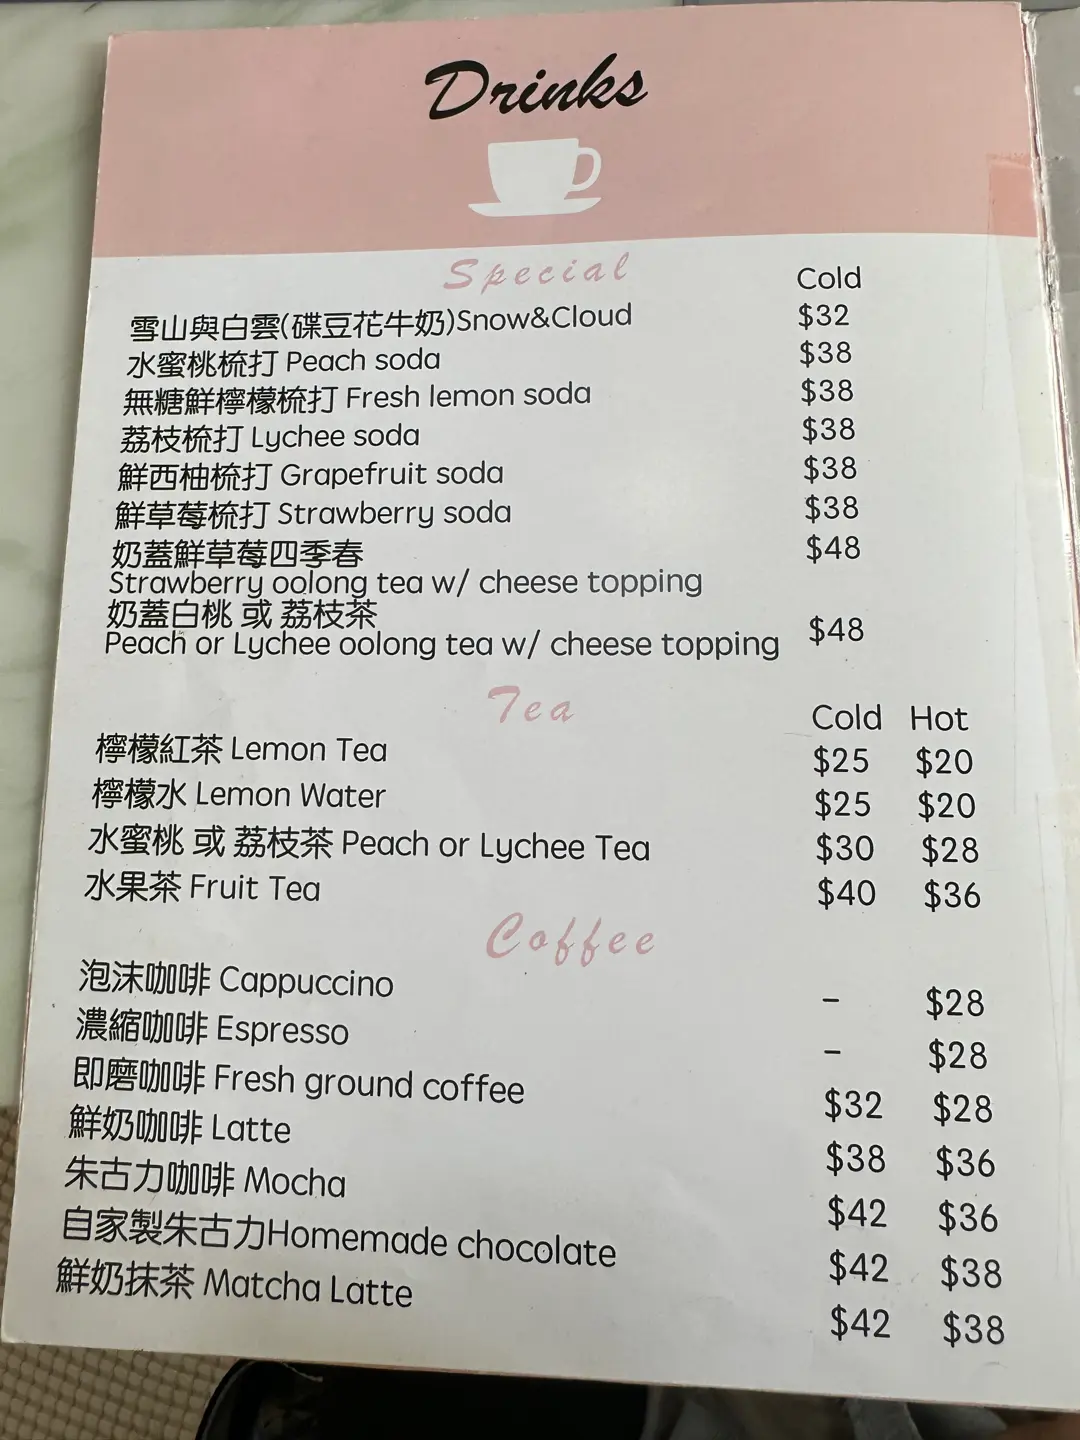 Drinks
Special Cold
雪山與白雲(碟豆花牛奶)Snow&Cloud $32
水蜜桃梳打 Peach soda $38
無糖鮮檸檬梳打 Fresh lemon soda $38
荔枝梳打 Lychee soda $38
鮮西柚梳打 Grapefruit soda $38
鮮草莓梳打 Strawberry soda $38
奶蓋鮮草莓四季春 $48
Strawberry oolong tea w/ cheese topping
奶蓋白桃 或 荔枝茶
Peach or Lychee oolong tea w/ cheese topping $48
Tea Cold Hot
檸檬紅茶 Lemon Tea $25 $20
檸檬水 Lemon Water $25 $20
水蜜桃 或 荔枝茶 Peach or Lychee Tea $30 $28
水果茶 Fruit Tea $40 $36
Coffee
泡沫咖啡 Cappuccino – $28
濃縮咖啡 Espresso – $28
即磨咖啡 Fresh ground coffee $32 $28
鮮奶咖啡 Latte $38 $36
朱古力咖啡 Mocha $42 $36
自家製朱古力Homemade chocolate $42 $38
鮮奶抹茶 Matcha Latte $42 $38